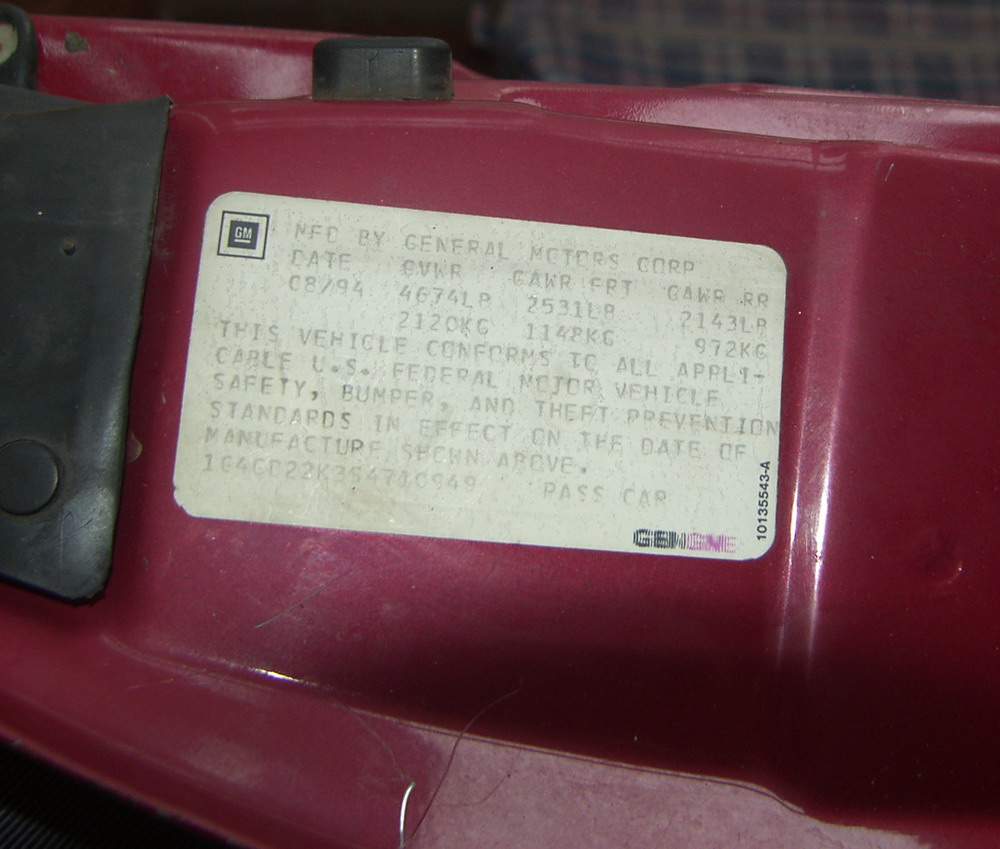 GM
MFD BY GENERAL MOTORS CORP
DATE GVWR GAWR FRT GAWR RR
08/94 4674LB 2531LB 2143LB
2120KG 1148KG 972KG
THIS VEHICLE CONFORMS TO ALL APPLI-
CABLE U.S. FEDERAL MOTOR VEHICLE
SAFETY, BUMPER, AND THEFT PREVENTION
STANDARDS IN EFFECT ON THE DATE OF
MANUFACTURE SHOWN ABOVE.
1G4GD22K3S4710949 PASS CAR
10135543-A